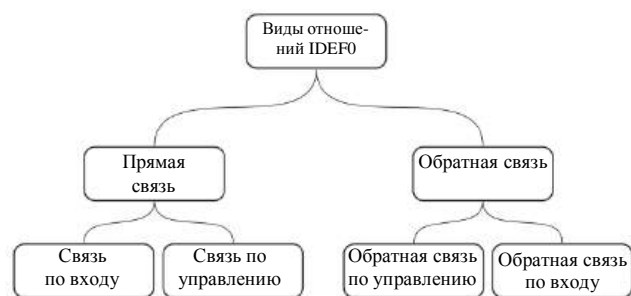 Виды отноше-
ний IDEF0
Прямая
связь
Обратная связь
Связь
по входу
Связь по
управлению
Обратная связь
по управлению
Обратная связь
по входу